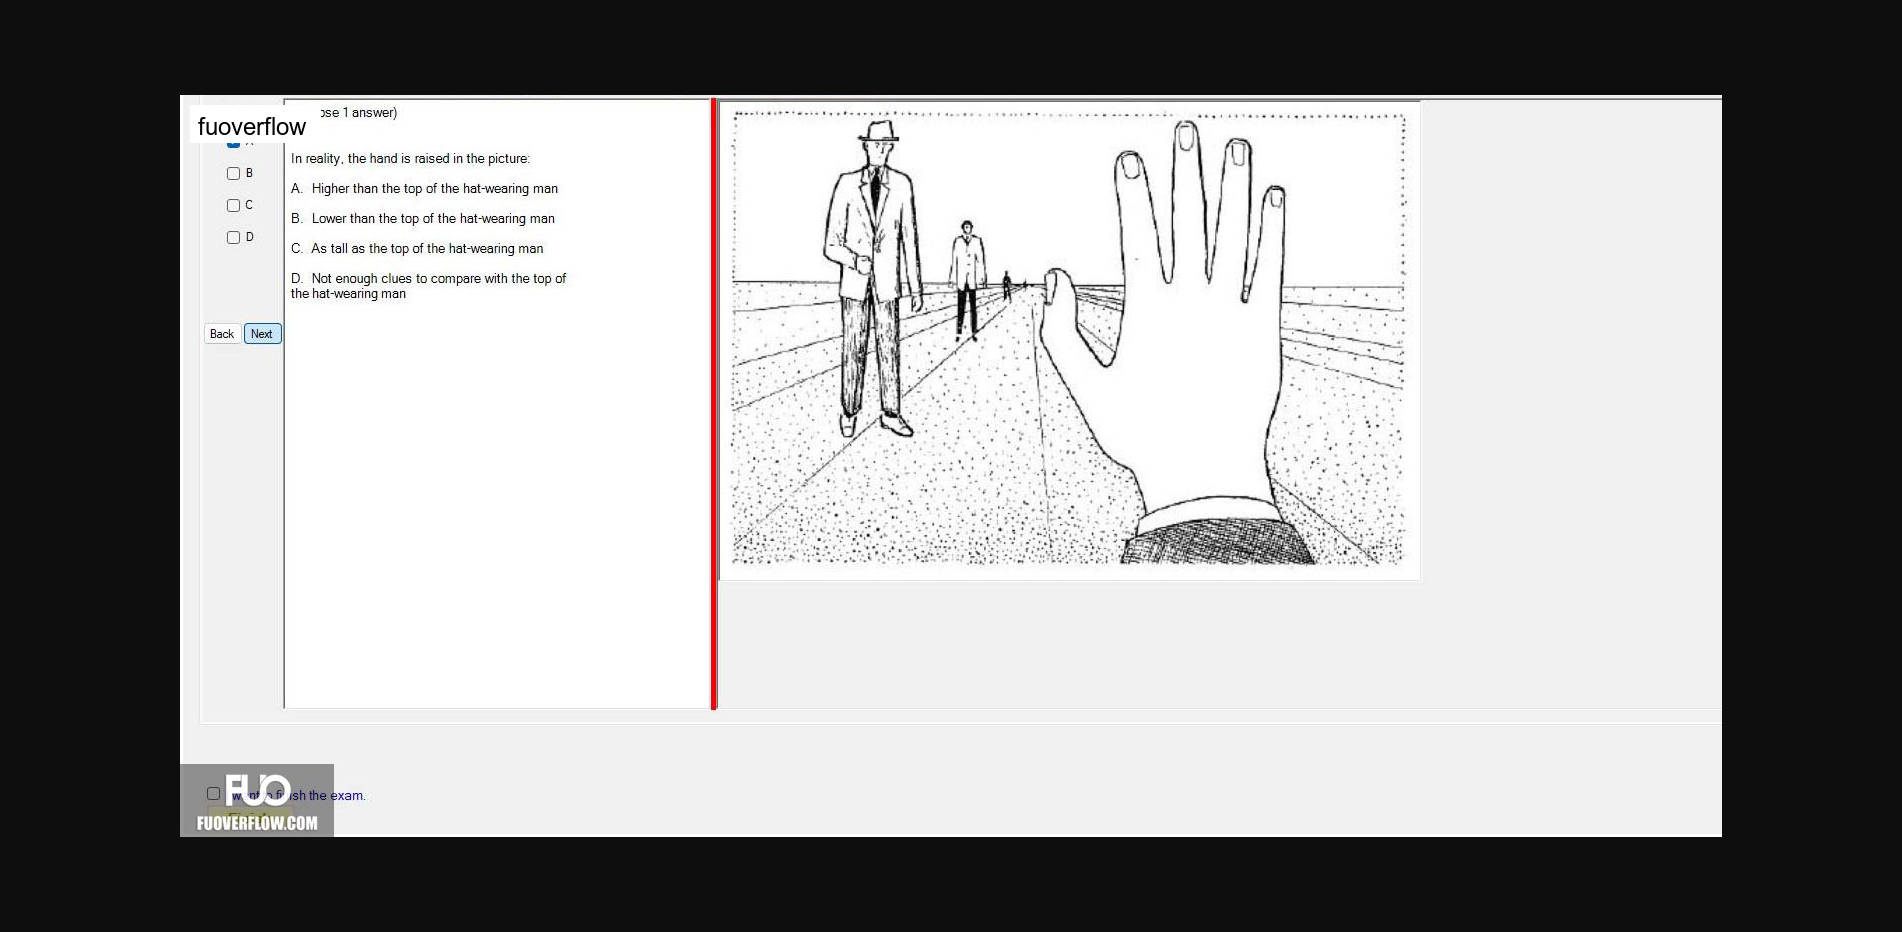 fuoverflow
ose 1 answer)
In reality, the hand is raised in the picture:
B
A. Higher than the top of the hat-wearing man
C
B. Lower than the top of the hat-wearing man
D
C. As tall as the top of the hat-wearing man
D. Not enough clues to compare with the top of
the hat-wearing man
Back Next
FUO
the exam.
FUOVERFLOW.COM